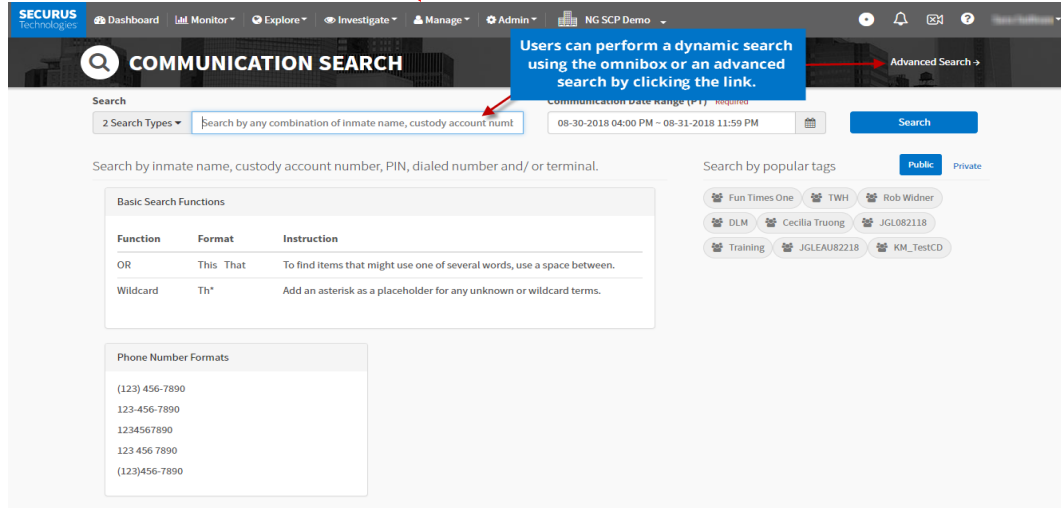 SECURUS Technologies
Dashboard Monitor Explore Investigate Manage Admin NG SCP Demo
COMMUNICATION SEARCH
Users can perform a dynamic search
using the omnibox or an advanced
search by clicking the link.
Advanced Search →
Search
Communication Date Range (PT) Required
2 Search Types
Search by any combination of inmate name, custody account numb
08-30-2018 04:00 PM ~ 08-31-2018 11:59 PM
Search
Search by inmate name, custody account number, PIN, dialed number and/ or terminal.
Search by popular tags
Public Private
Basic Search Functions
Function Format Instruction
OR This That To find items that might use one of several words, use a space between.
Wildcard Th* Add an asterisk as a placeholder for any unknown or wildcard terms.
Fun Times One TWH Rob Widner
DLM Cecilia Truong JGL082118
Training JGLEAU82218 KM_TestCD
Phone Number Formats
(123) 456-7890
123-456-7890
1234567890
123 456 7890
(123)456-7890